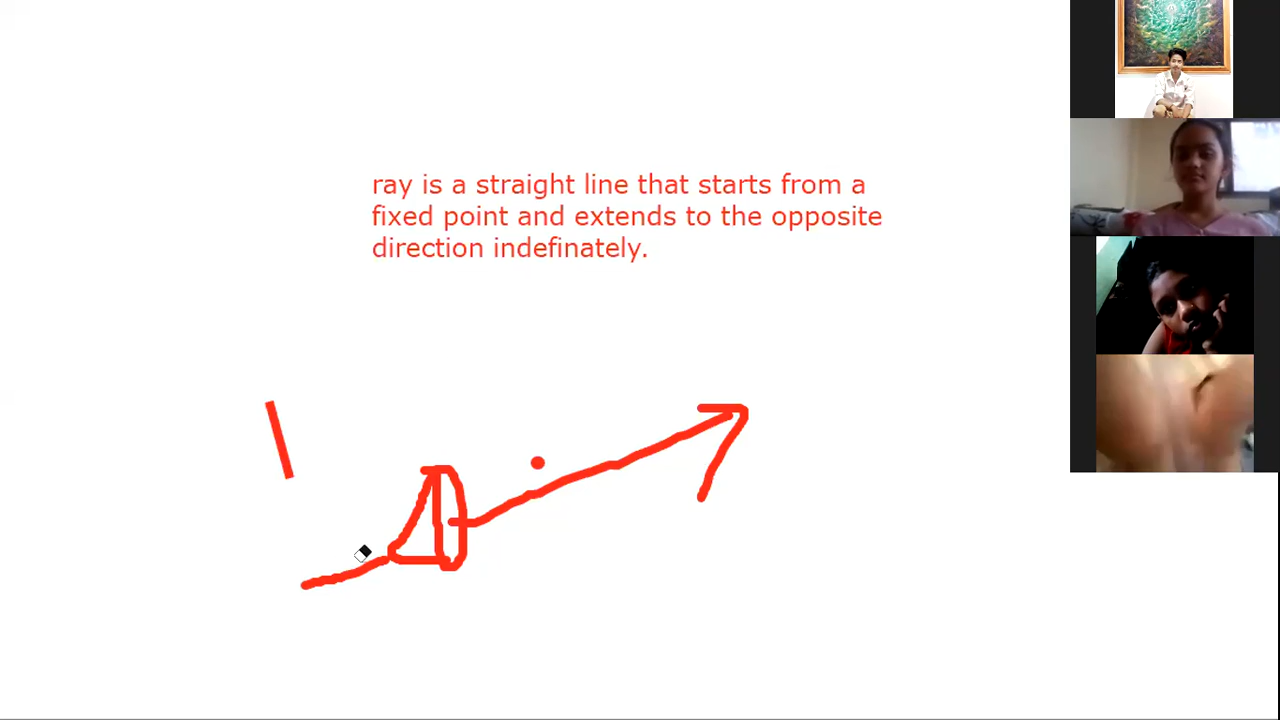 ray is a straight line that starts from a
fixed point and extends to the opposite
direction indefinately.